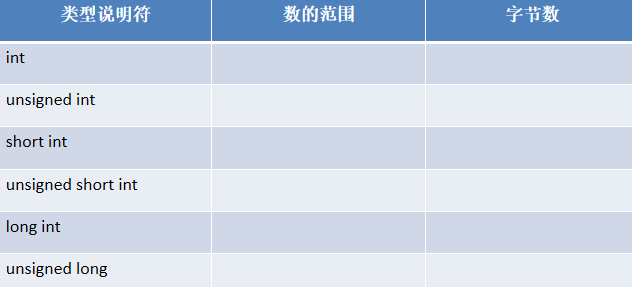 类型说明符 数的范围 字节数
int
unsigned int
short int
unsigned short int
long int
unsigned long